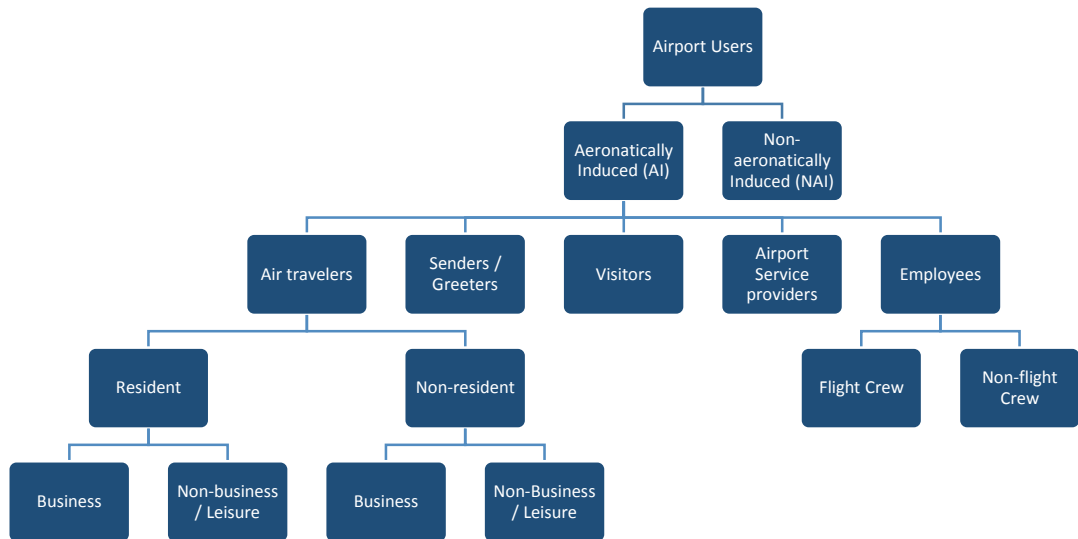 Airport Users
Aeronatically
Induced (AI)
Non-
aeronatically
Induced (NAI)
Air travelers
Senders /
Greeters
Visitors
Airport
Service
providers
Employees
Resident
Non-resident
Flight Crew
Non-flight
Crew
Business
Non-business
/ Leisure
Business
Non-Business
/ Leisure